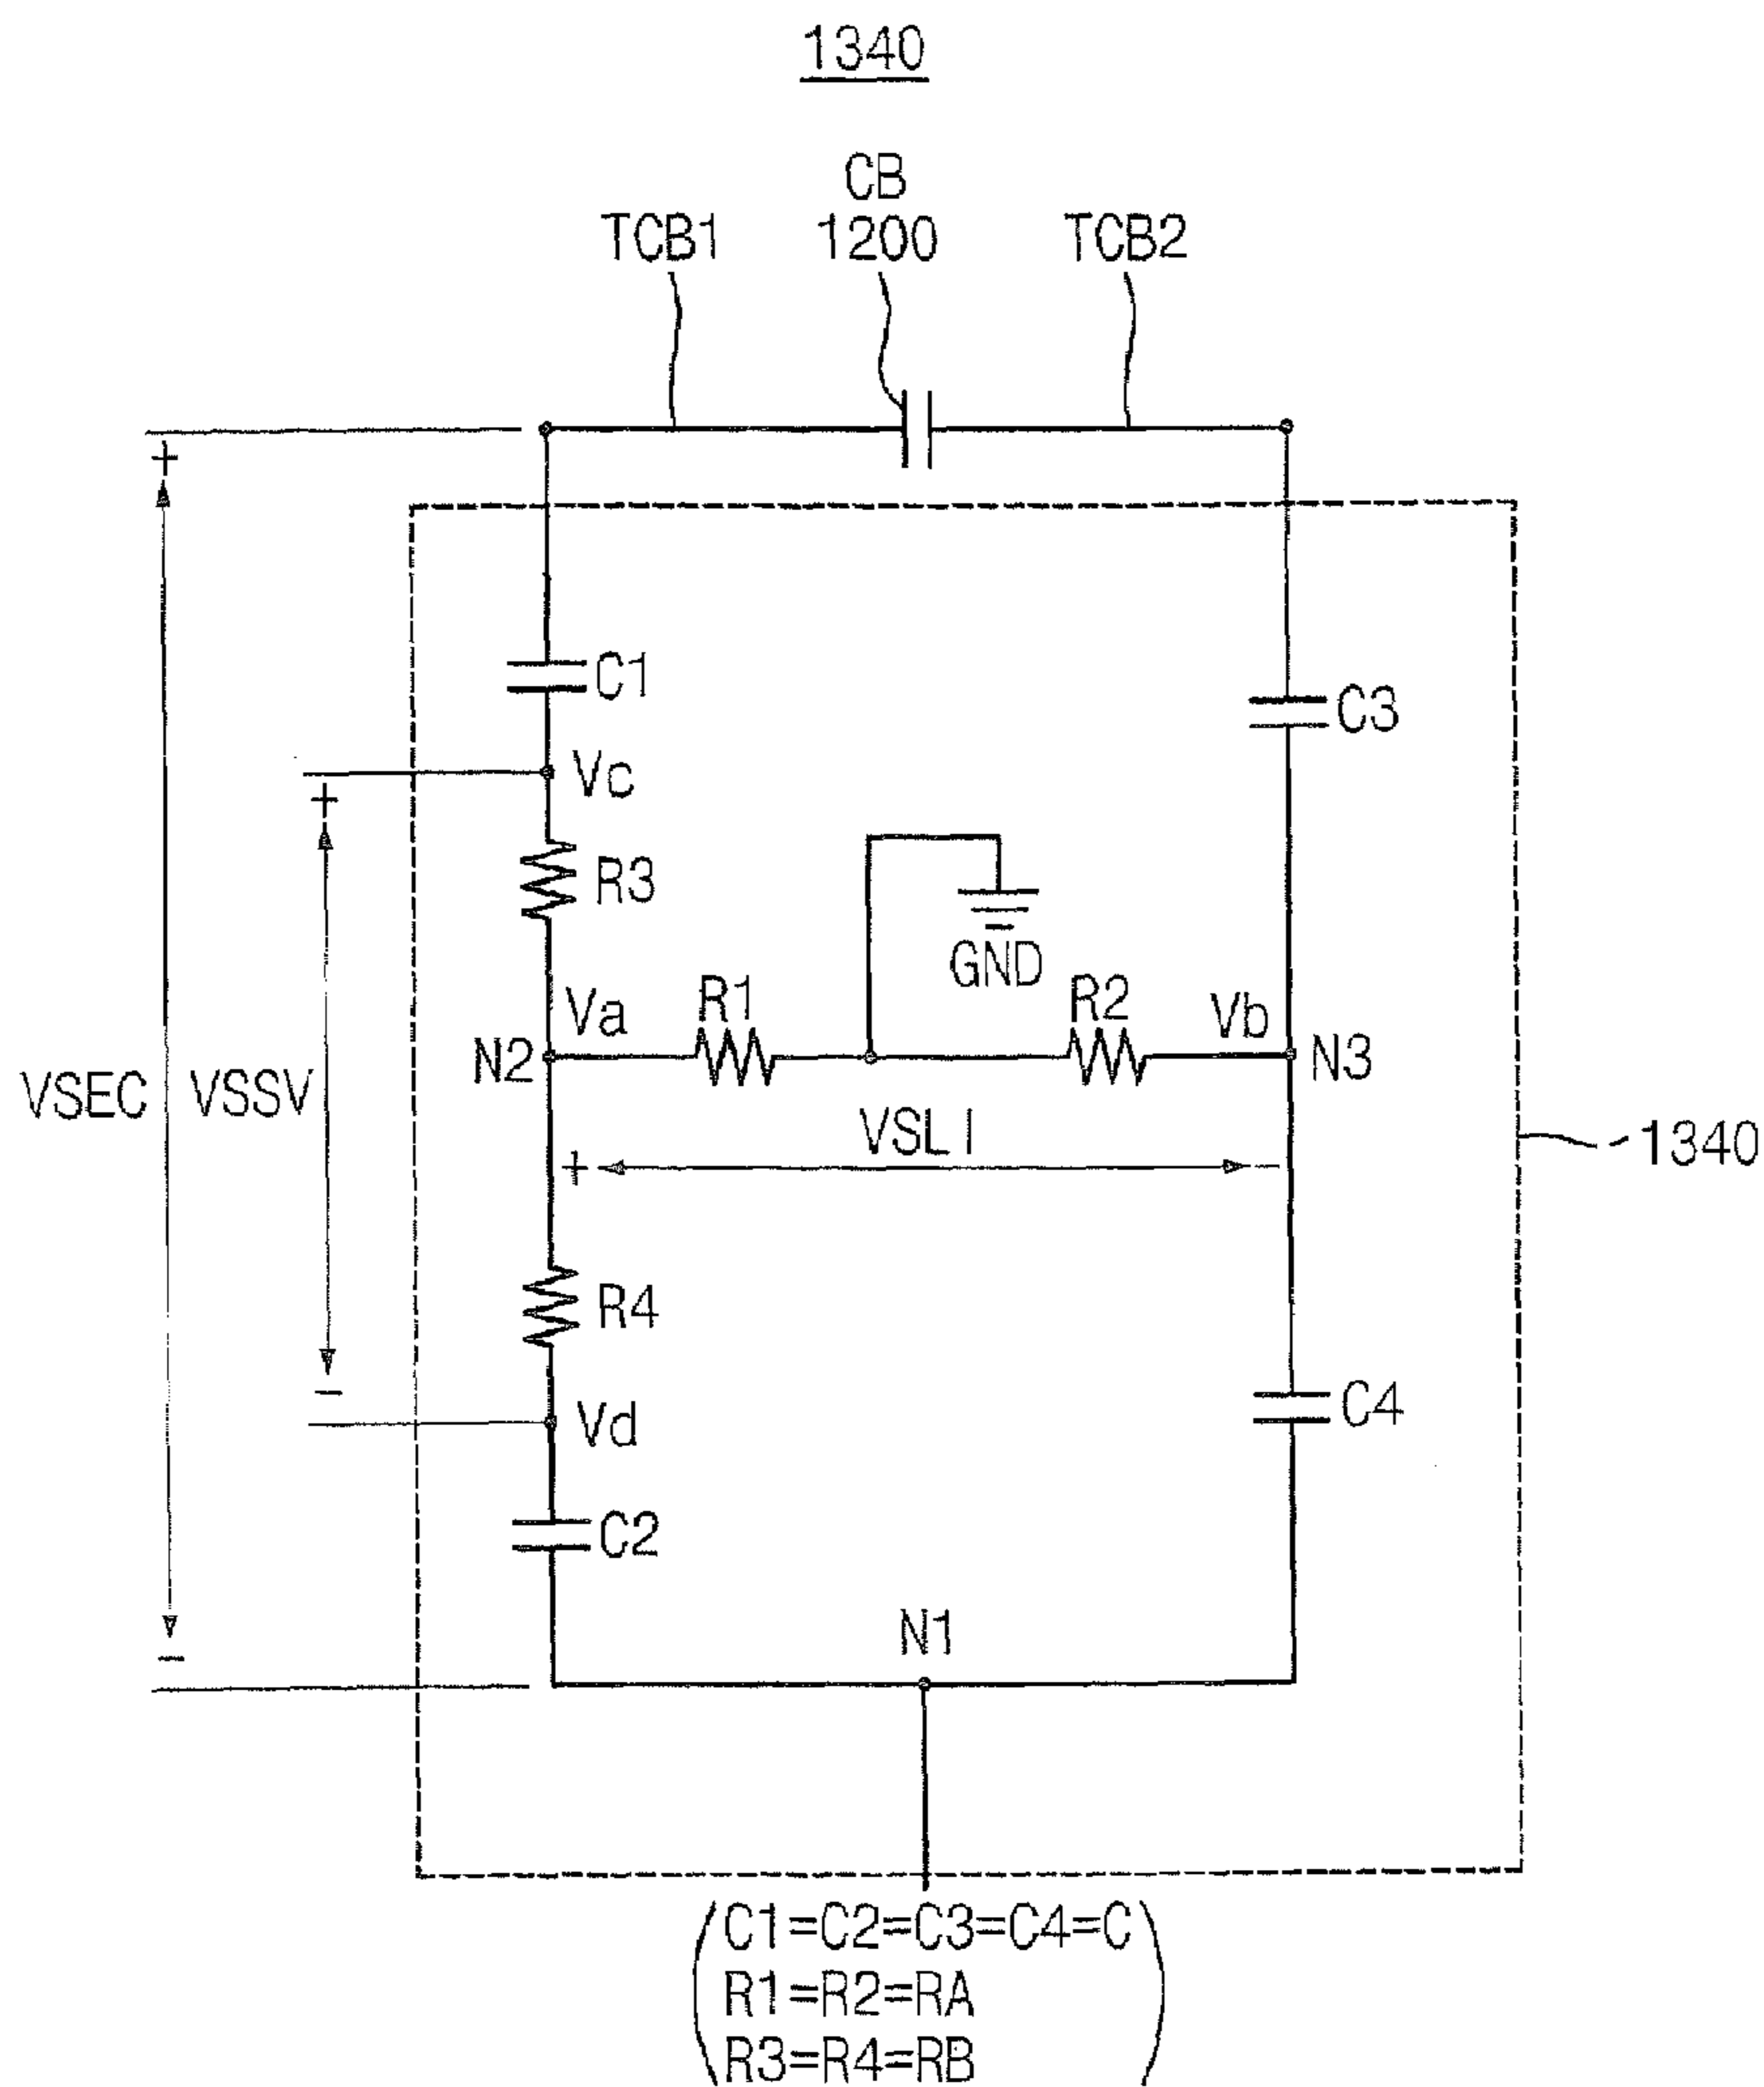 1340
CB
TCB1 1200 TCB2
+
C1
C3
Vc
+
R3
GND
Va R1 R2 Vb
N2 N3
VSEC VSSV
VSLI
1340
+ -
R4
-
Vd
C4
C2
N1
-
C1=C2=C3=C4=C
R1=R2=RA
R3=R4=RB